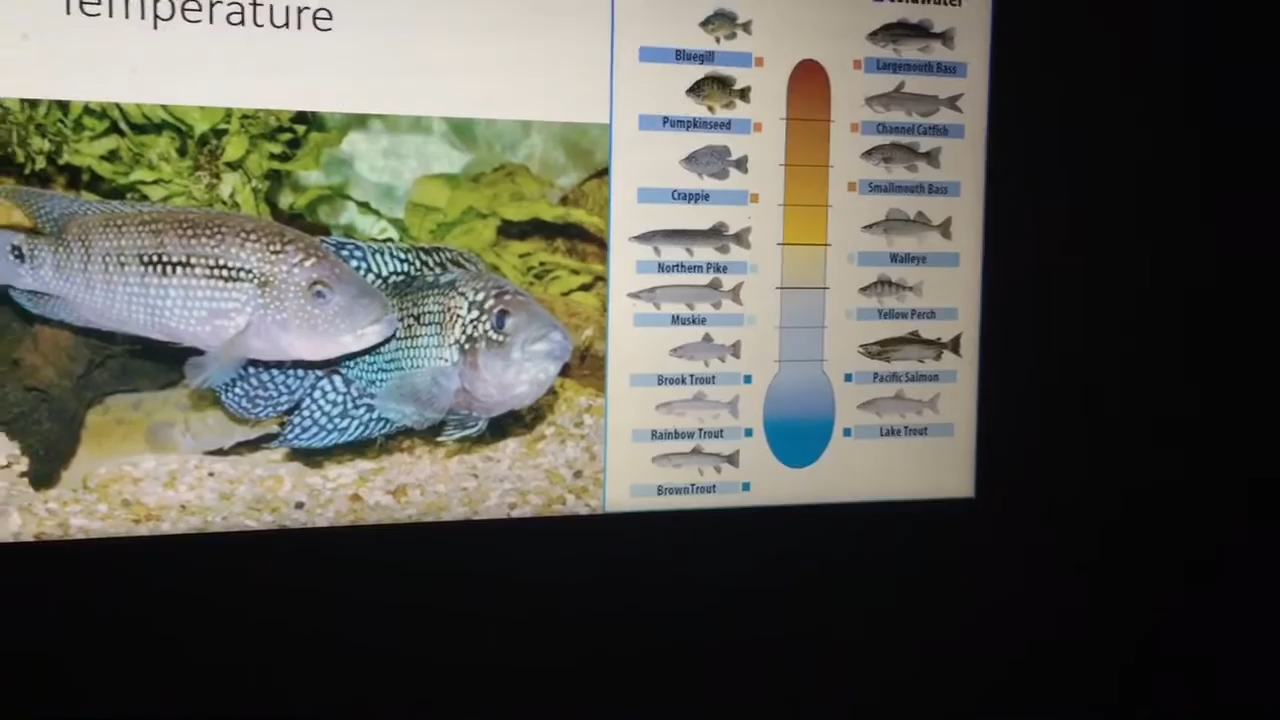 Temperature
Coldwater
Bluegill
Largemouth Bass
Pumpkinseed
Channel Catfish
Crappie
Smallmouth Bass
Northern Pike
Walleye
Muskie
Yellow Perch
Brook Trout
Pacific Salmon
Rainbow Trout
Lake Trout
BrownTrout